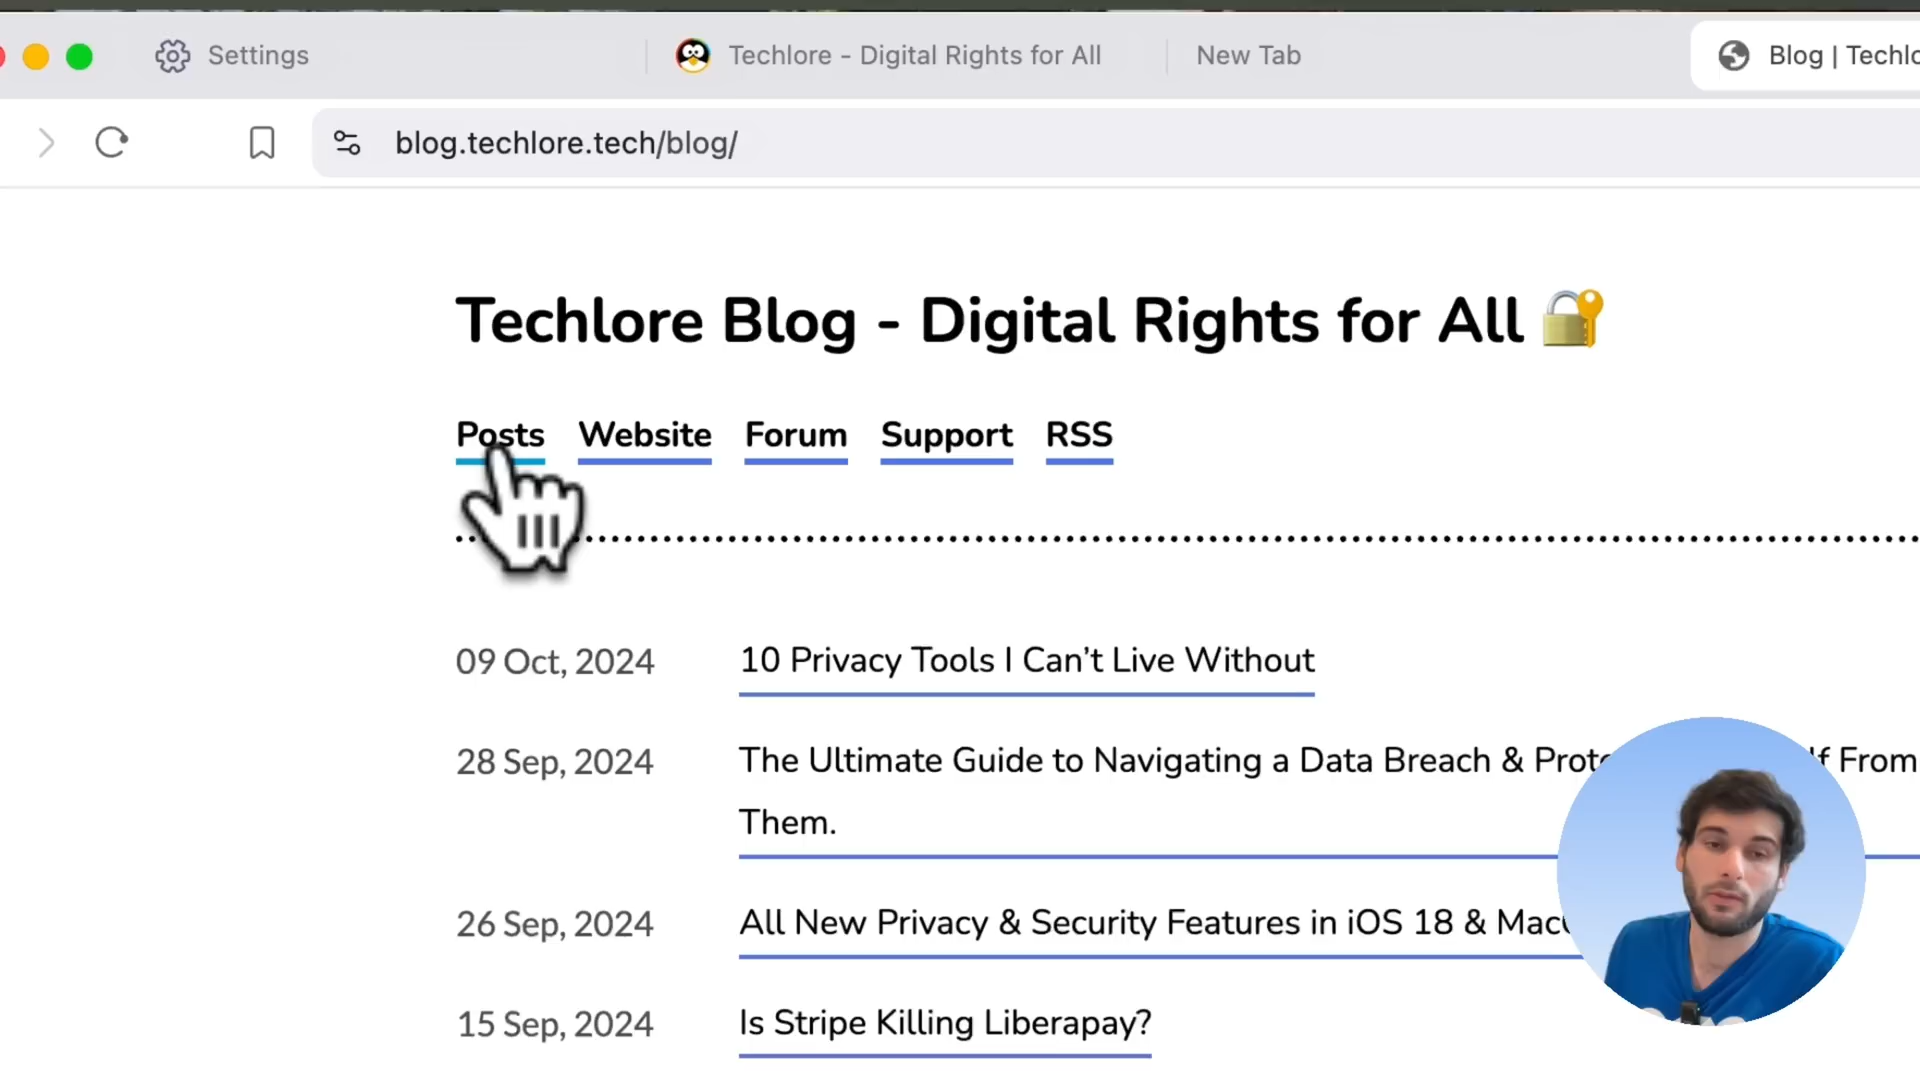 Settings
Techlore - Digital Rights for All
New Tab
Blog | Techlo
blog.techlore.tech/blog/
Techlore Blog - Digital Rights for All 🔐
Posts Website Forum Support RSS
09 Oct, 2024 10 Privacy Tools I Can’t Live Without
28 Sep, 2024 The Ultimate Guide to Navigating a Data Breach & From
Them.
26 Sep, 2024 All New Privacy & Security Features in iOS 18 &
15 Sep, 2024 Is Stripe Killing Liberapay?